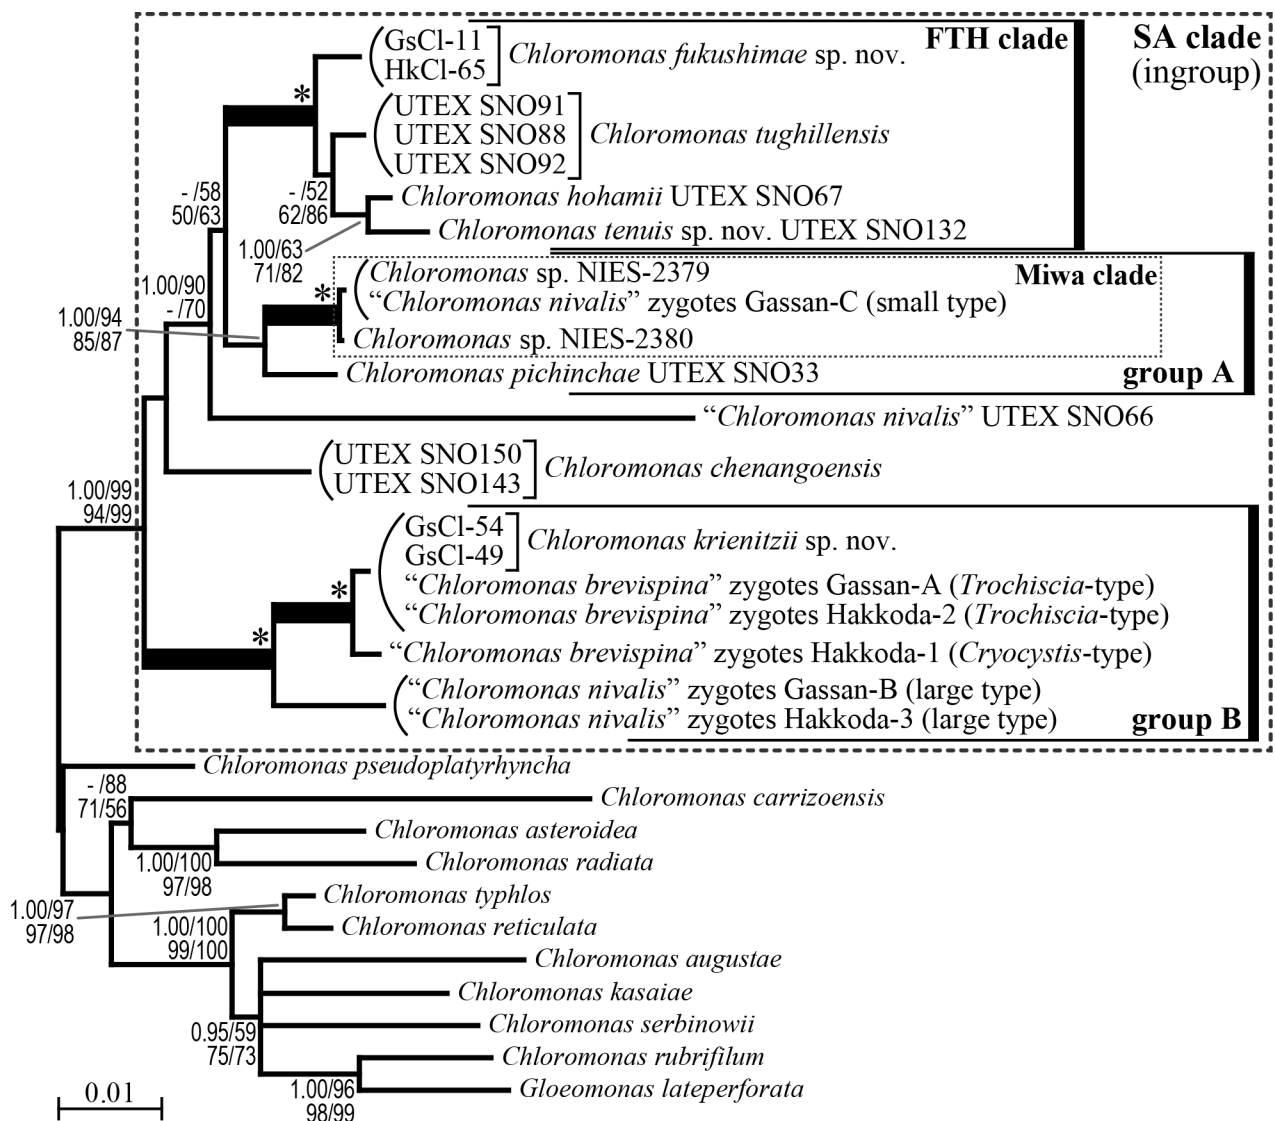 GsCl-11
HkCl-65
Chloromonas fukushimae sp. nov.
FTH clade
SA clade
(ingroup)
*
UTEX SNO91
UTEX SNO88
UTEX SNO92
Chloromonas tughillensis
- /58
50/63
- /52
62/86
Chloromonas hohamii UTEX SNO67
Chloromonas tenuis sp. nov. UTEX SNO132
1.00/63
71/82
Chloromonas sp. NIES-2379
Miwa clade
*
“Chloromonas nivalis” zygotes Gassan-C (small type)
1.00/90
- /70
1.00/94
85/87
Chloromonas sp. NIES-2380
Chloromonas pichinchae UTEX SNO33
group A
“Chloromonas nivalis” UTEX SNO66
UTEX SNO150
UTEX SNO143
Chloromonas chenangoensis
1.00/99
94/99
GsCl-54
GsCl-49
Chloromonas krienitzii sp. nov.
*
“Chloromonas brevispina” zygotes Gassan-A (Trochiscia-type)
“Chloromonas brevispina” zygotes Hakkoda-2 (Trochiscia-type)
*
“Chloromonas brevispina” zygotes Hakkoda-1 (Cryocystis-type)
“Chloromonas nivalis” zygotes Gassan-B (large type)
“Chloromonas nivalis” zygotes Hakkoda-3 (large type)
group B
Chloromonas pseudoplatyrhyncha
- /88
71/56
Chloromonas carrizoensis
Chloromonas asteroidea
1.00/100
97/98
Chloromonas radiata
Chloromonas typhlos
1.00/97
97/98
1.00/100
99/100
Chloromonas reticulata
Chloromonas augustae
Chloromonas kasaiae
Chloromonas serbinowii
0.95/59
75/73
Chloromonas rubrifilum
1.00/96
98/99
Gloeomonas lateperforata
0.01